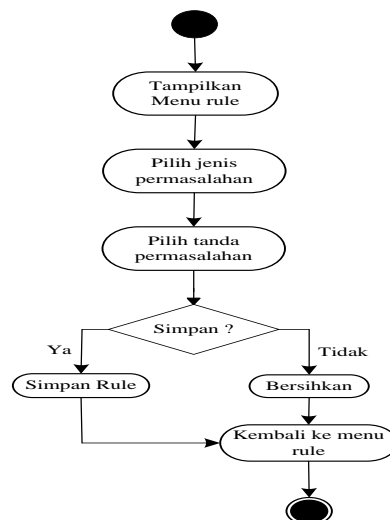 Tampilkan
Menu rule
Pilih jenis
permasalahan
Pilih tanda
permasalahan
Simpan ?
Ya
Tidak
Simpan Rule
Bersihkan
Kembali ke menu
rule